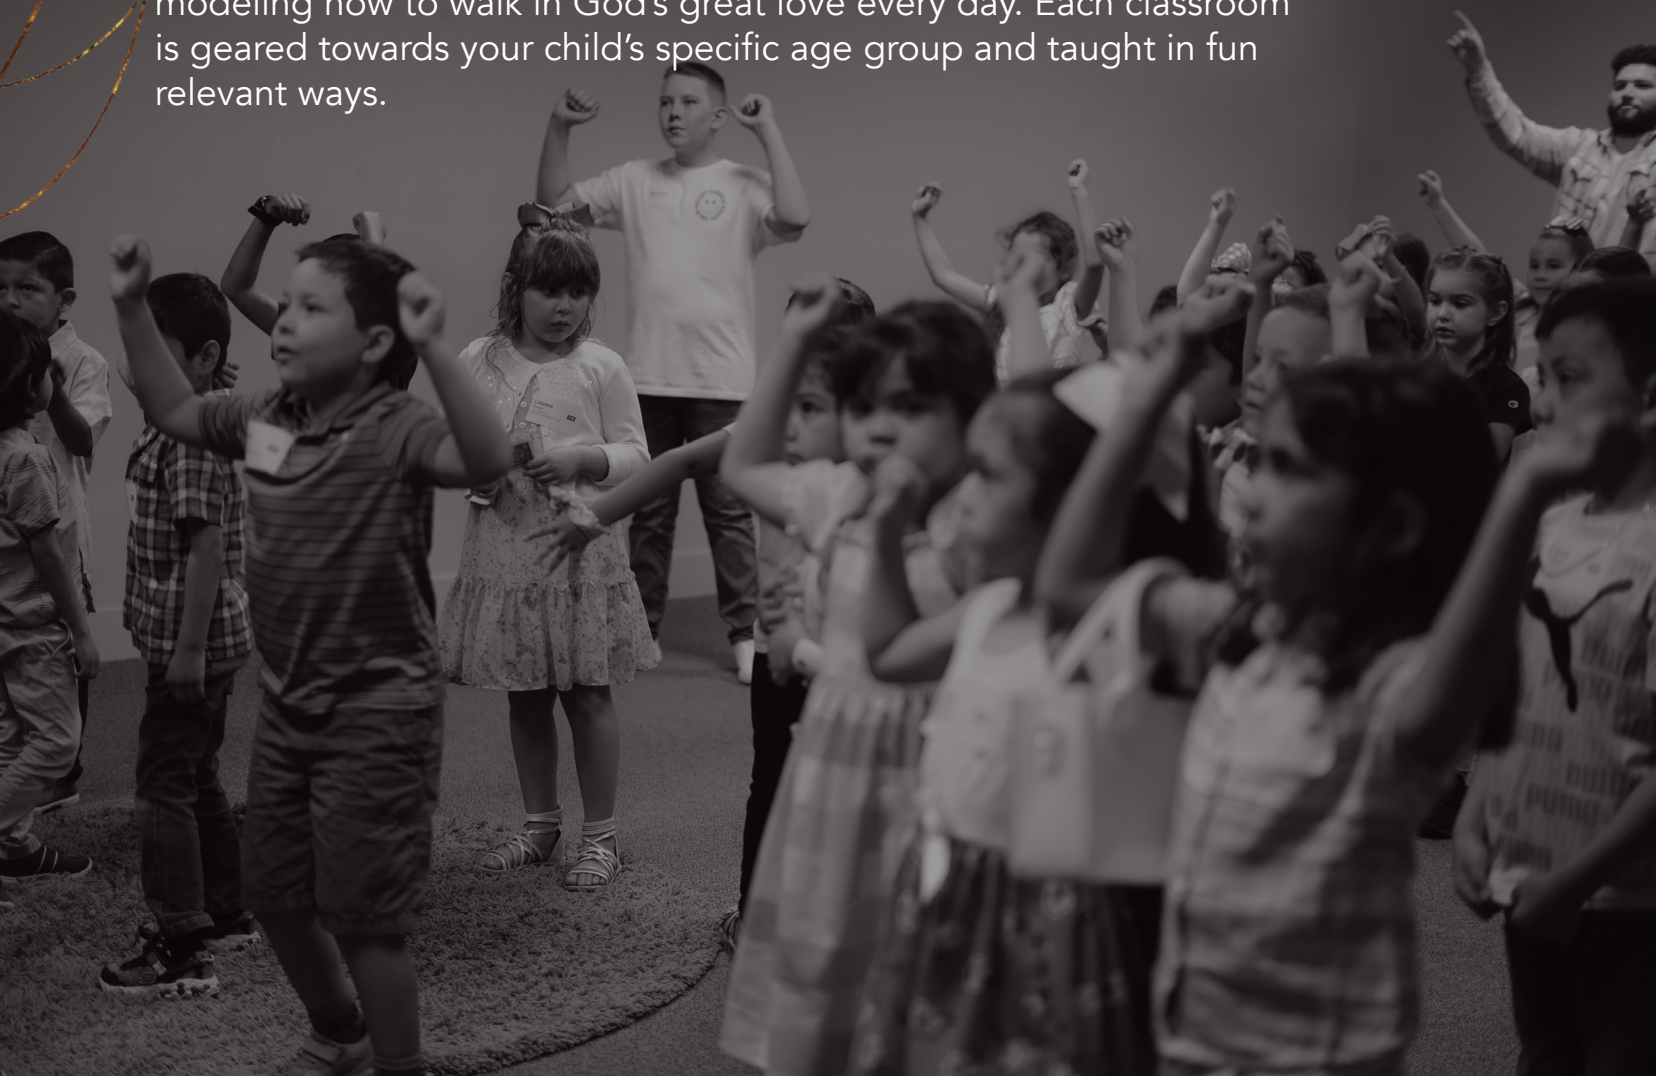 modeling how to walk in God's great love every day. Each classroom
is geared towards your child's specific age group and taught in fun
relevant ways.